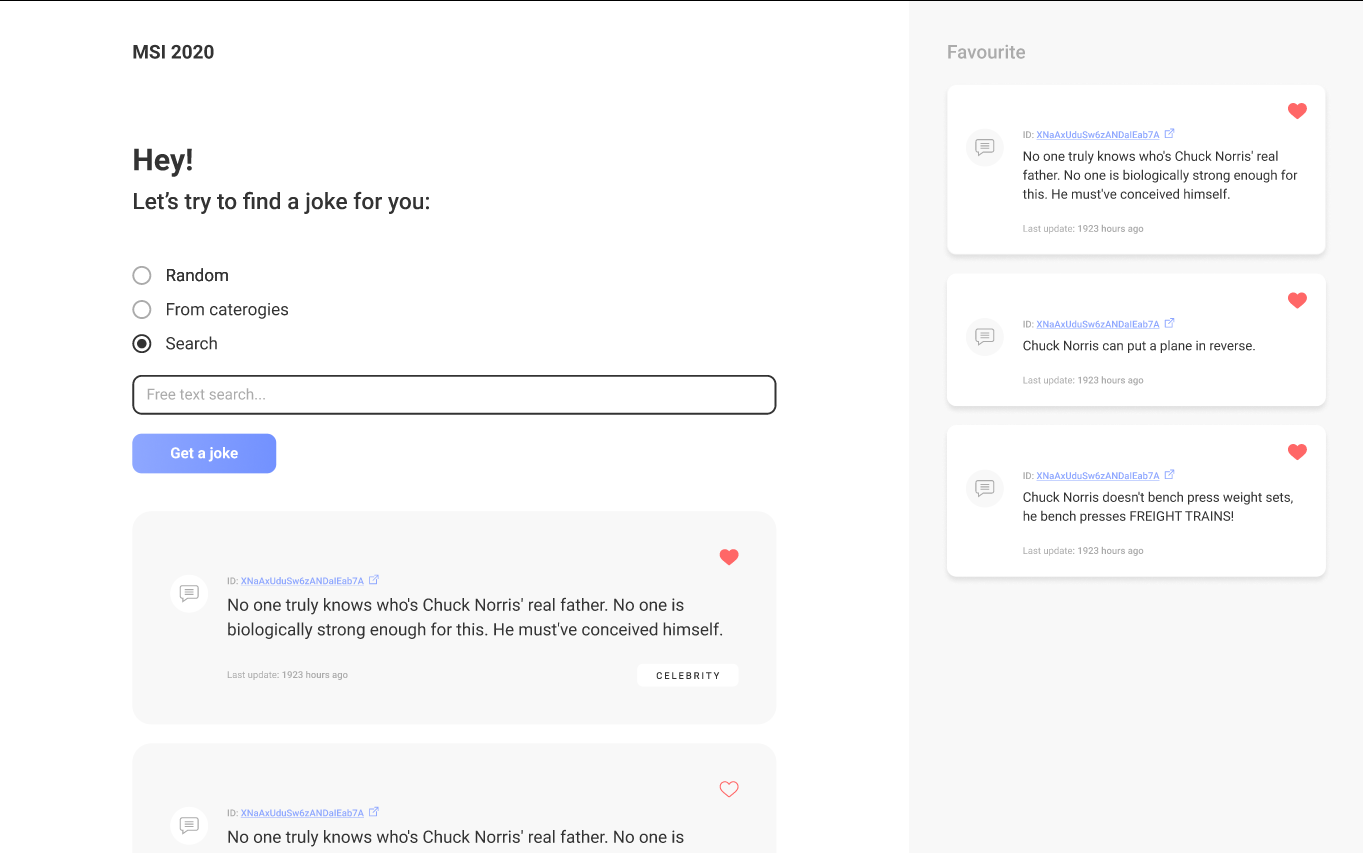 MSI 2020
Hey!
Let's try to find a joke for you:
Random
From caterogies
Search
Free text search...
Get a joke
ID: XNaAxUduSw6zANDaIEab7A
No one truly knows who's Chuck Norris' real father. No one is
biologically strong enough for this. He must've conceived himself.
Last update: 1923 hours ago
CELEBRITY
ID: XNaAxUduSw6zANDaIEab7A
No one truly knows who's Chuck Norris' real father. No one is
Favourite
ID: XNaAxUduSw6zANDaIEab7A
No one truly knows who's Chuck Norris' real
father. No one is biologically strong enough for
this. He must've conceived himself.
Last update: 1923 hours ago
ID: XNaAxUduSw6zANDaIEab7A
Chuck Norris can put a plane in reverse.
Last update: 1923 hours ago
ID: XNaAxUduSw6zANDaIEab7A
Chuck Norris doesn't bench press weight sets,
he bench presses FREIGHT TRAINS!
Last update: 1923 hours ago